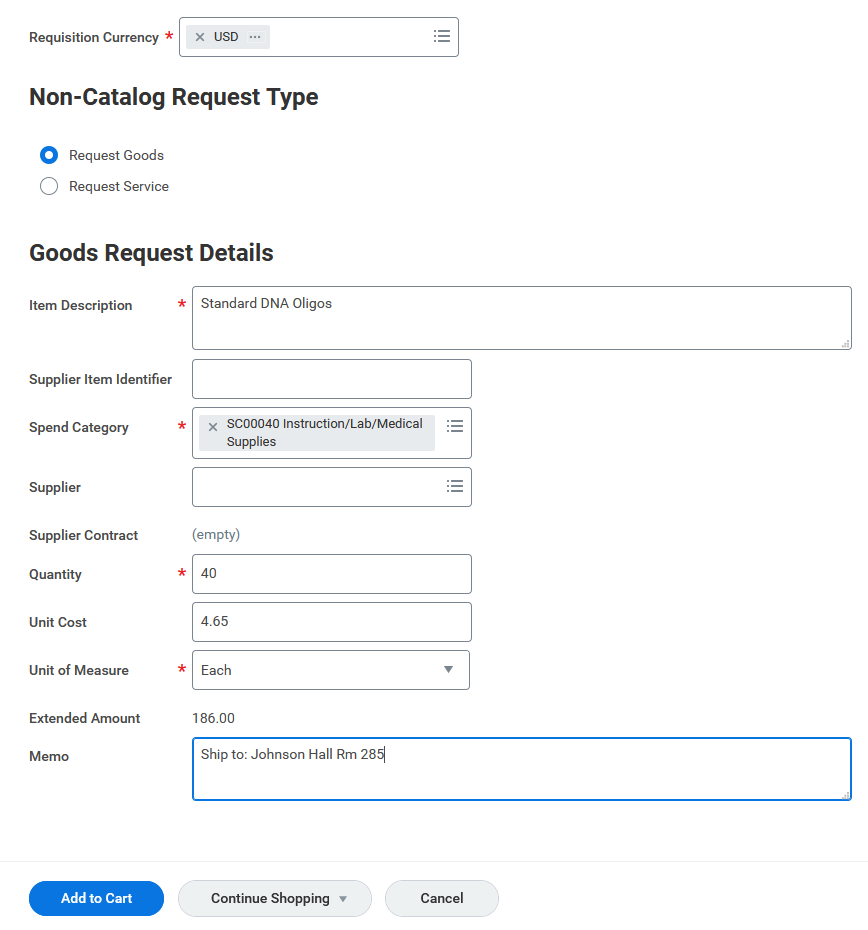 Requisition Currency * × USD ···
Non-Catalog Request Type
Request Goods
Request Service
Goods Request Details
Item Description * Standard DNA Oligos
Supplier Item Identifier
Spend Category * × SC00040 Instruction/Lab/Medical
Supplies
Supplier
Supplier Contract (empty)
Quantity * 40
Unit Cost 4.65
Unit of Measure * Each
Extended Amount 186.00
Memo Ship to: Johnson Hall Rm 285
Add to Cart Continue Shopping Cancel